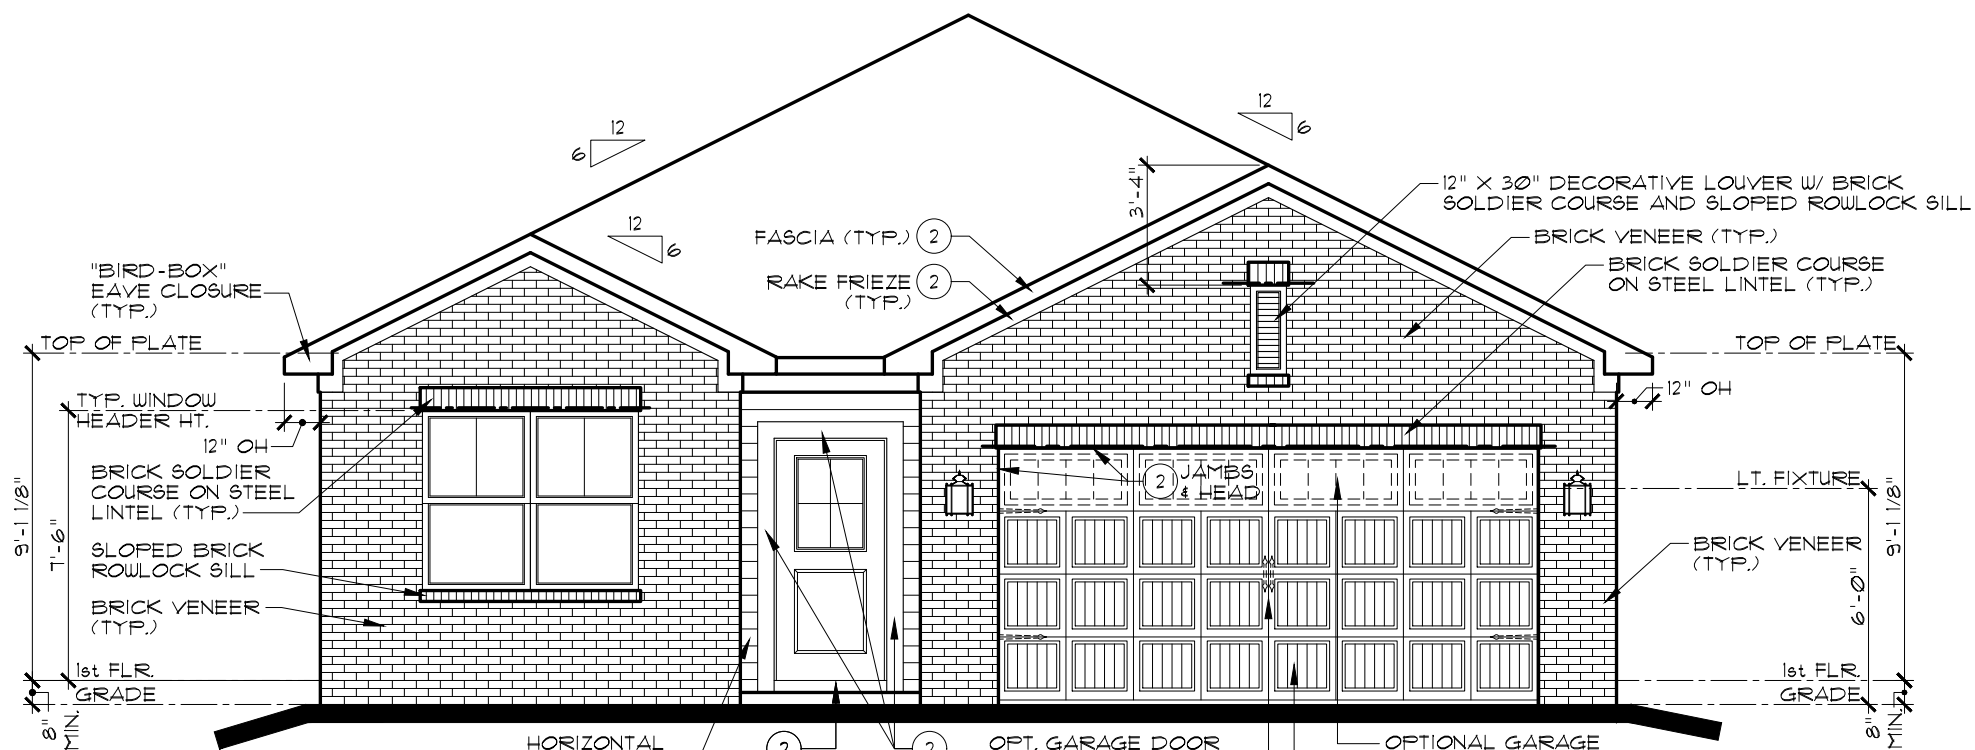 12
6
12
6
12
6
3'-4"
12" X 30" DECORATIVE LOUVER W/ BRICK
SOLDIER COURSE AND SLOPED ROWLOCK SILL
FASCIA (TYP.) 2
BRICK VENEER (TYP.)
"BIRD-BOX"
EAVE CLOSURE
(TYP.)
RAKE FRIEZE 2
(TYP.)
BRICK SOLDIER COURSE
ON STEEL LINTEL (TYP.)
TOP OF PLATE
TOP OF PLATE
TYP. WINDOW
HEADER HT.
12" OH
12" OH
BRICK SOLDIER
COURSE ON STEEL
LINTEL (TYP.)
2 JAMBS
& HEAD
LT. FIXTURE
9'-1 1/8"
7'-6"
9'-1 1/8"
6'-0"
SLOPED BRICK
ROWLOCK SILL
BRICK VENEER
(TYP.)
BRICK VENEER
(TYP.)
1st FLR.
GRADE
1st FLR.
GRADE
8"
MIN.
8"
MIN.
HORIZONTAL
2
2
OPT. GARAGE DOOR
OPTIONAL GARAGE